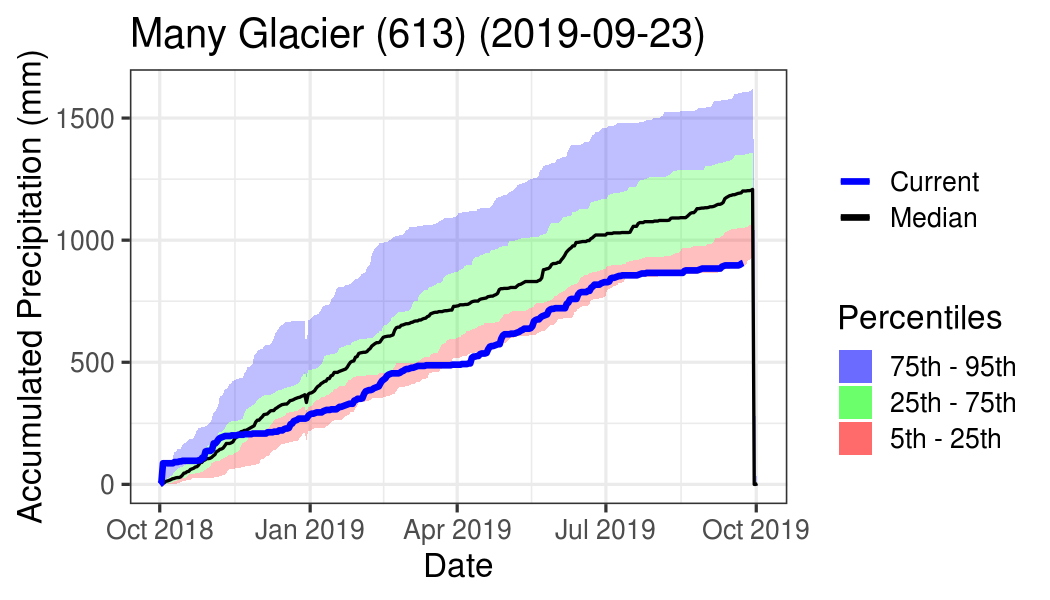 Many Glacier (613) (2019-09-23)
Accumulated Precipitation (mm)
1500
1000
500
0
Oct 2018
Jan 2019
Apr 2019
Jul 2019
Oct 2019
Date
Current
Median
Percentiles
75th - 95th
25th - 75th
5th - 25th